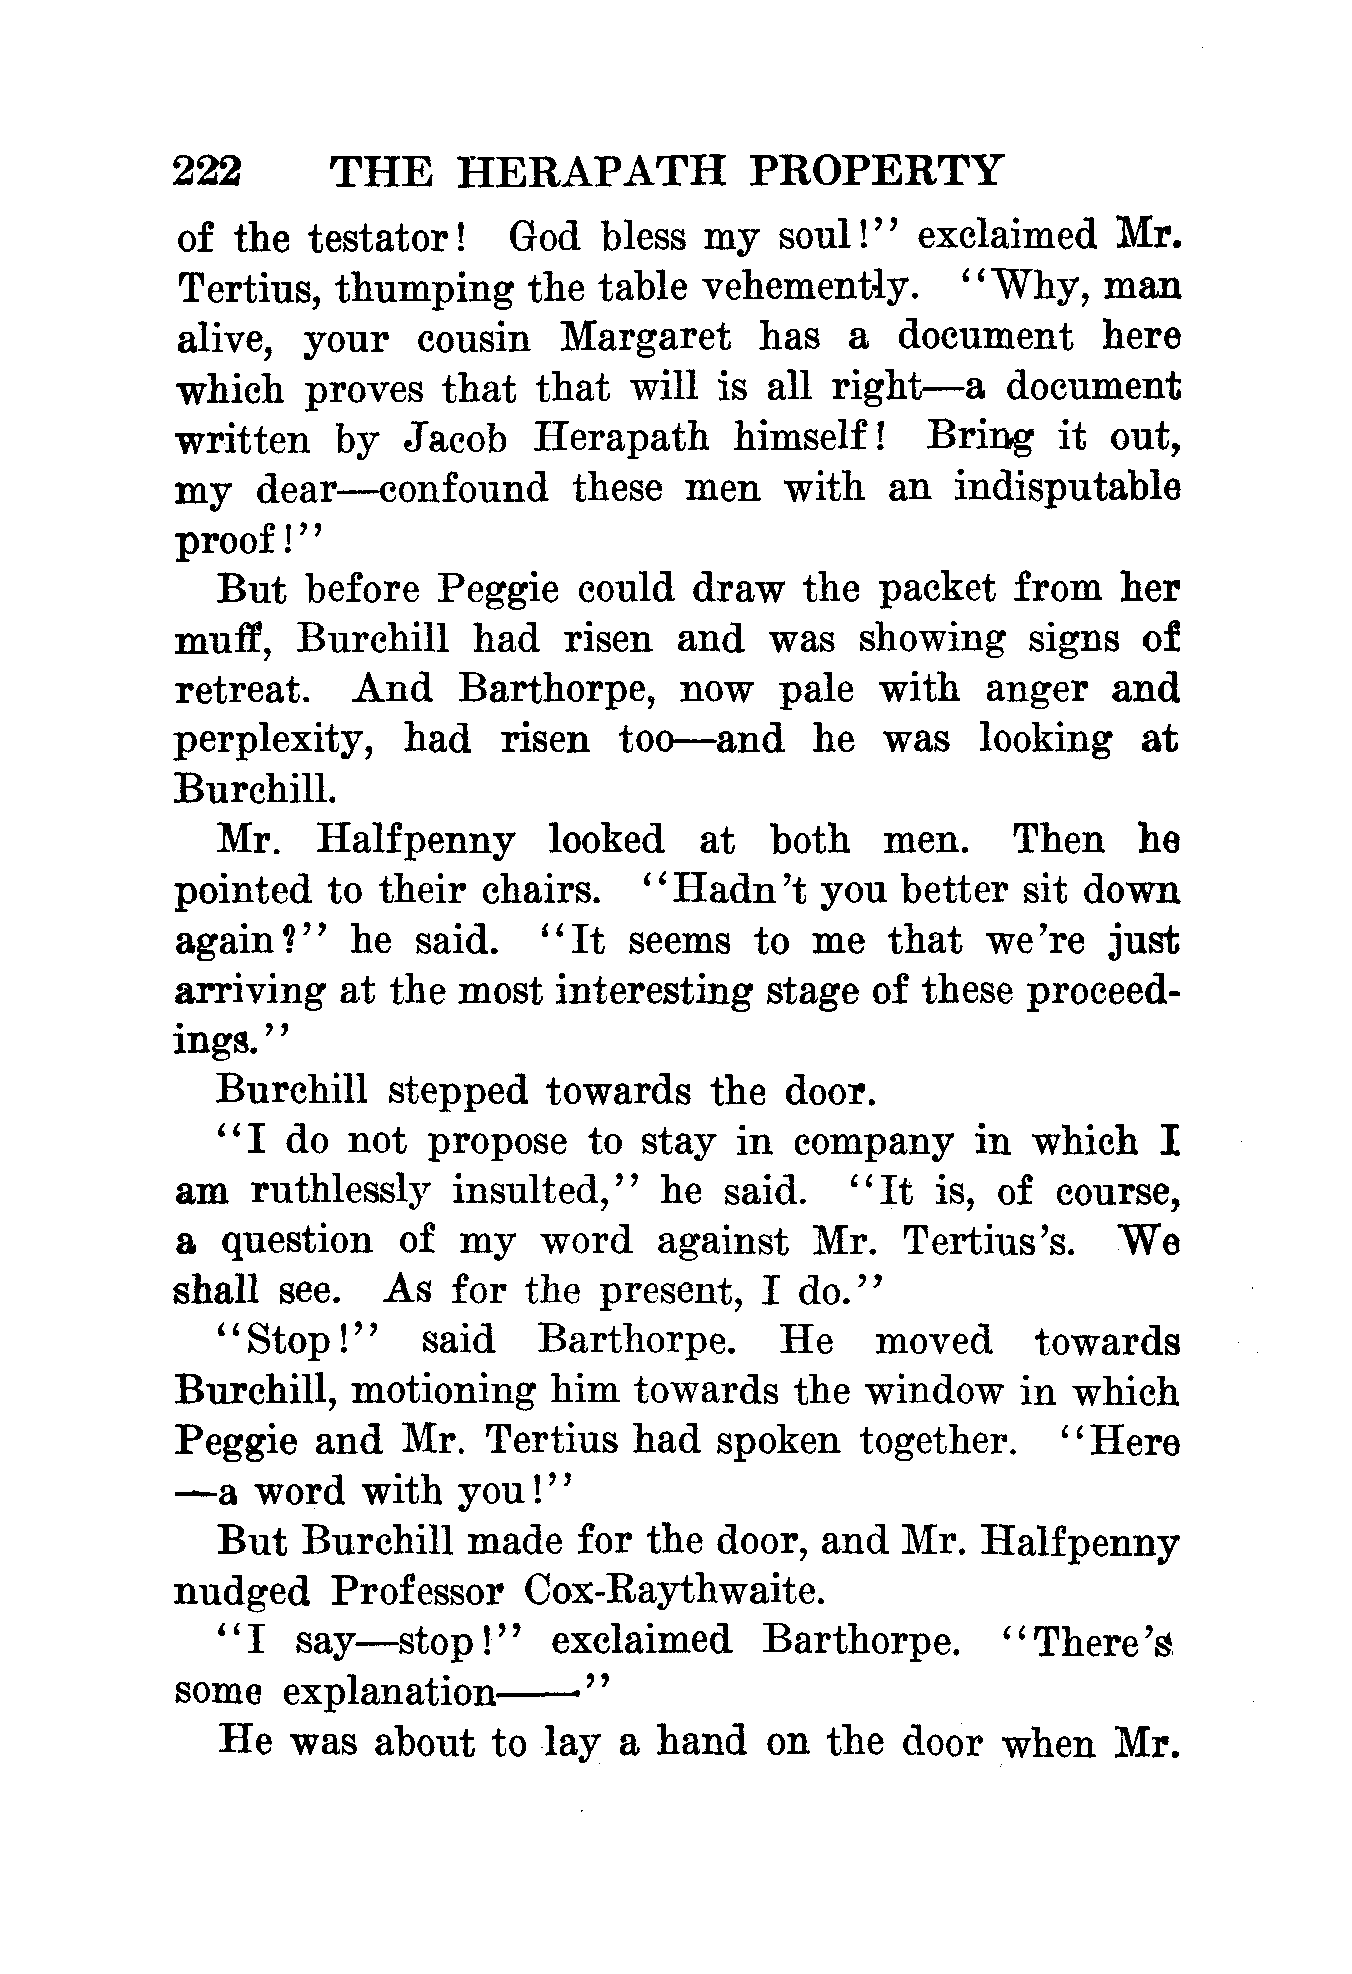 222 THE HERAPATH PROPERTY
of the testator! God bless my soul!" exclaimed Mr.
Tertius, thumping the table vehemently. "Why, man
alive, your cousin Margaret has a document here
which proves that that will is all right—a document
written by Jacob Herapath himself! Bring it out,
my dear—confound these men with an indisputable
proof!"
But before Peggie could draw the packet from her
muff, Burchill had risen and was showing signs of
retreat. And Barthorpe, now pale with anger and
perplexity, had risen too—and he was looking at
Burchill.
Mr. Halfpenny looked at both men. Then he
pointed to their chairs. "Hadn't you better sit down
again?" he said. "It seems to me that we're just
arriving at the most interesting stage of these proceed-
ings."
Burchill stepped towards the door.
"I do not propose to stay in company in which I
am ruthlessly insulted," he said. "It is, of course,
a question of my word against Mr. Tertius's. We
shall see. As for the present, I do."
"Stop!" said Barthorpe. He moved towards
Burchill, motioning him towards the window in which
Peggie and Mr. Tertius had spoken together. "Here
—a word with you!"
But Burchill made for the door, and Mr. Halfpenny
nudged Professor Cox-Raythwaite.
"I say—stop!" exclaimed Barthorpe. "There's
some explanation——"
He was about to lay a hand on the door when Mr.